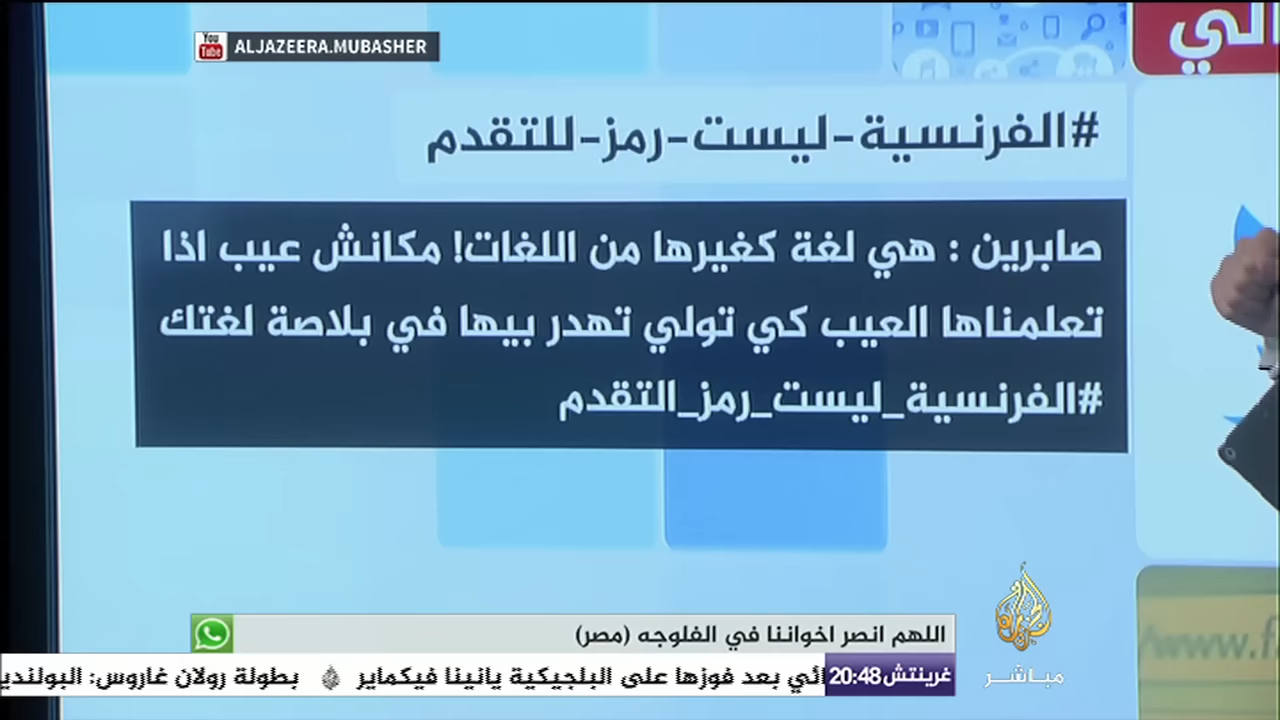 You Tube ALJAZEERA.MUBASHER
#الفرنسية-ليست-رمز-للتقدم
صابرين : هي لغة كغيرها من اللغات! مكانش عيب اذا
تعلمناها العيب كي تولي تهدر بيها في بلاصة لغتك
#الفرنسية_ليست_رمز_التقدم
اللهم انصر اخواننا في الفلوجه (مصر)
مباشر
غرينتش 20:48
بعد فوزها على البلجيكية يانينا فيكماير بطولة رولان غاروس: